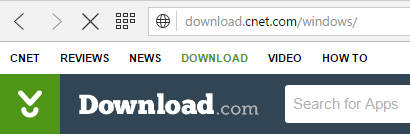 download.cnet.com/windows/
CNET REVIEWS NEWS DOWNLOAD VIDEO HOW TO
Download.com Search for Apps